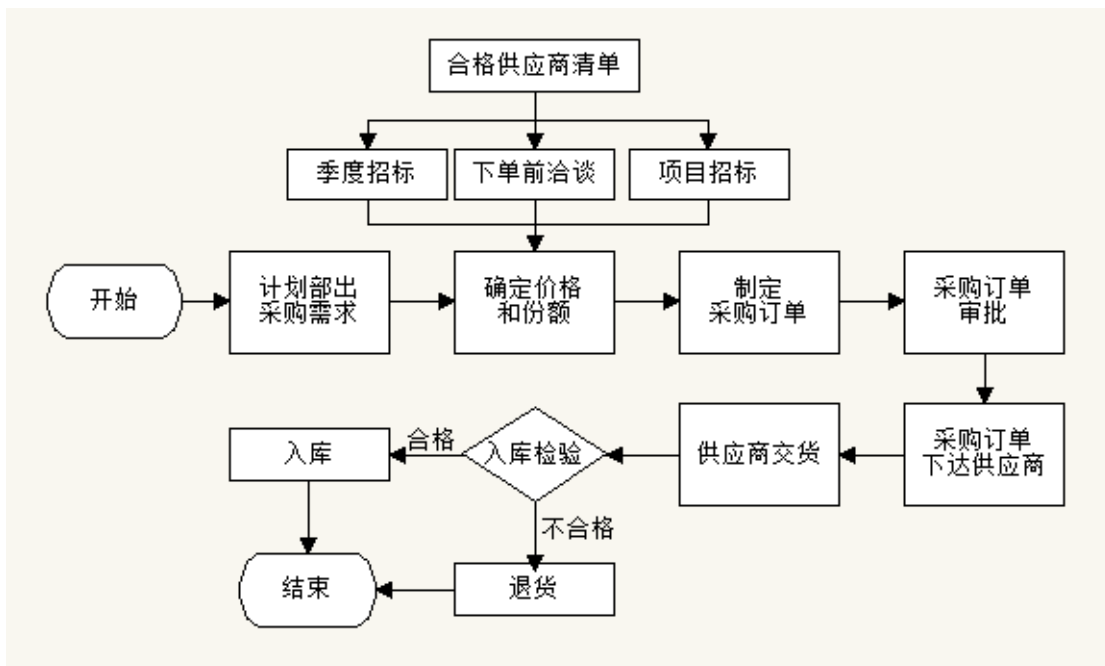 合格供应商清单
季度招标
下单前洽谈
项目招标
开始
计划部出
采购需求
确定价格
和份额
制定
采购订单
采购订单
审批
入库
合格
入库检验
供应商交货
采购订单
下达供应商
不合格
结束
退货